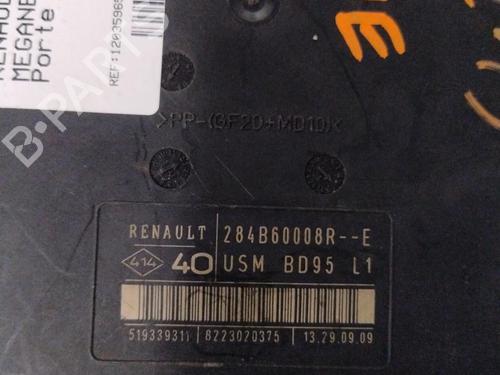 RENAULT
MEGANE
Porte
REF:12035969
>PP-(GF20+MD10)<
RENAULT 284B60008R--E
414 40 USM BD95 L1
519339311 8223020375 13.29.09.09